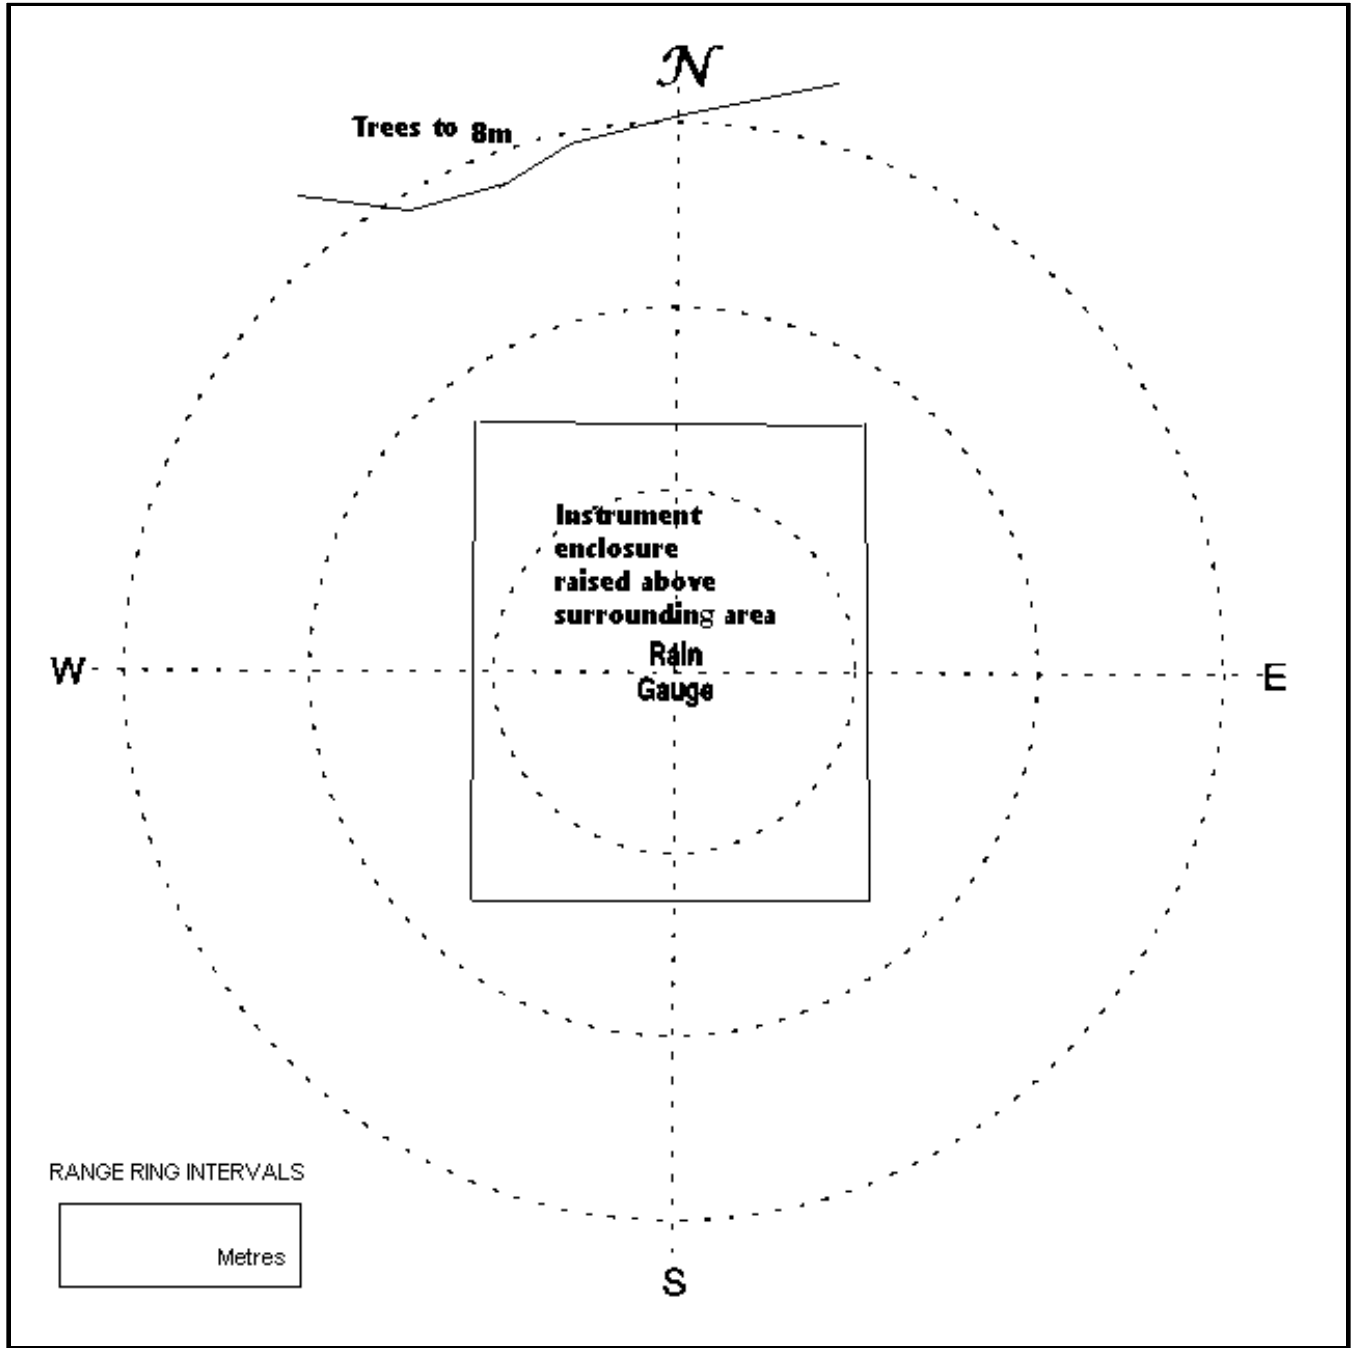 N
Trees to 8m
Instrument
enclosure
raised above
surrounding area
Rain
Gauge
W
E
RANGE RING INTERVALS
Metres
S